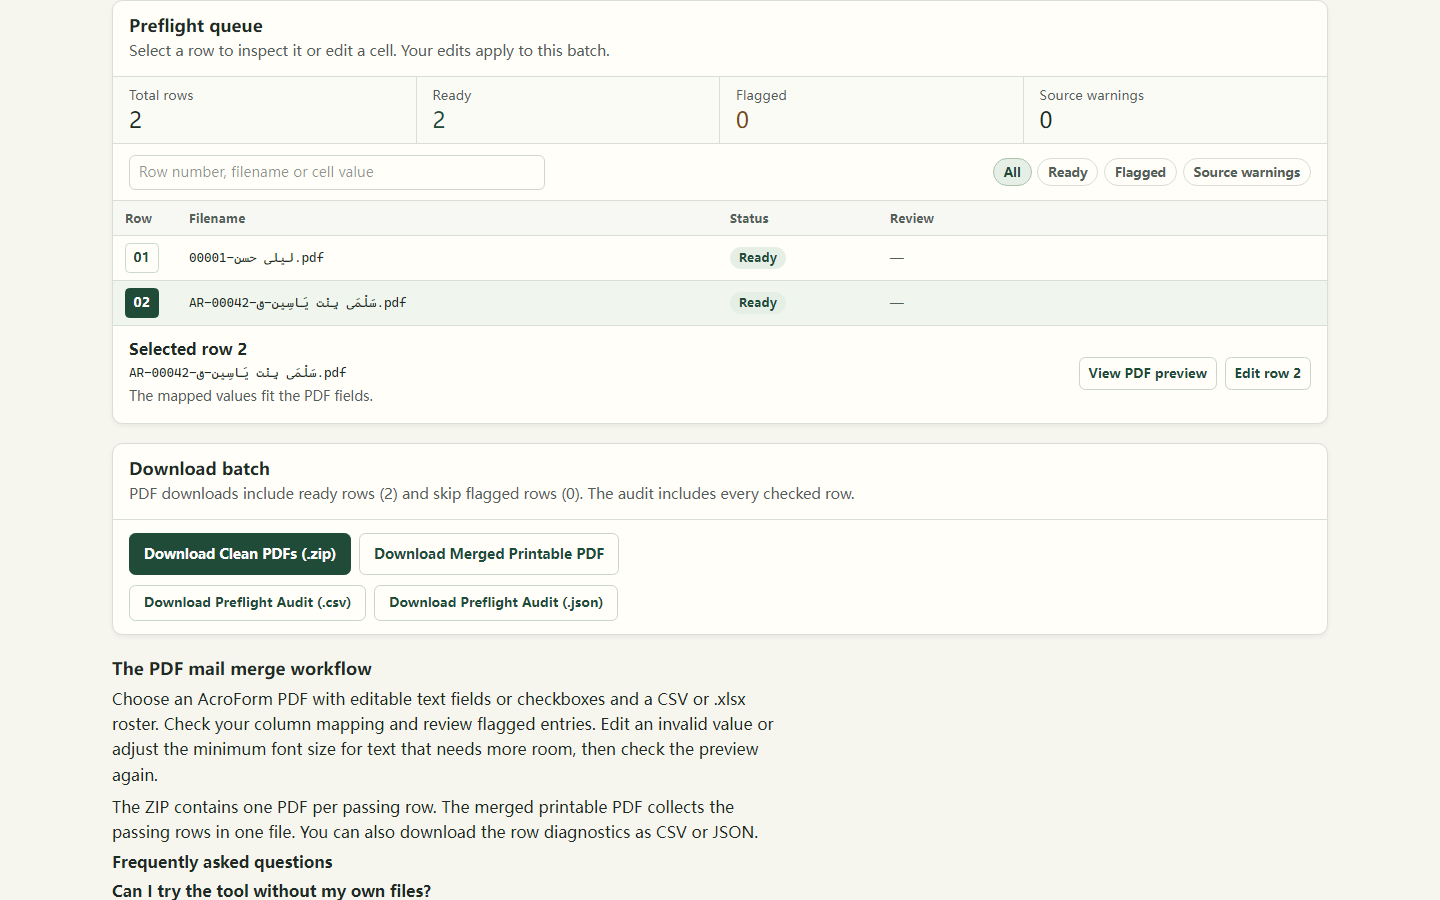 Preflight queue
Select a row to inspect it or edit a cell. Your edits apply to this batch.
Total rows
2
Ready
2
Flagged
0
Source warnings
0
Row number, filename or cell value
All
Ready
Flagged
Source warnings
Row Filename Status Review
01 00001-ليلى حسن.pdf Ready —
02 AR-00042-سَلْمَى بنت يَاسِين-ق.pdf Ready —
Selected row 2
AR-00042-سَلْمَى بنت يَاسِين-ق.pdf
The mapped values fit the PDF fields.
View PDF preview
Edit row 2
Download batch
PDF downloads include ready rows (2) and skip flagged rows (0). The audit includes every checked row.
Download Clean PDFs (.zip)
Download Merged Printable PDF
Download Preflight Audit (.csv)
Download Preflight Audit (.json)
The PDF mail merge workflow
Choose an AcroForm PDF with editable text fields or checkboxes and a CSV or .xlsx
roster. Check your column mapping and review flagged entries. Edit an invalid value or
adjust the minimum font size for text that needs more room, then check the preview
again.
The ZIP contains one PDF per passing row. The merged printable PDF collects the
passing rows in one file. You can also download the row diagnostics as CSV or JSON.
Frequently asked questions
Can I try the tool without my own files?